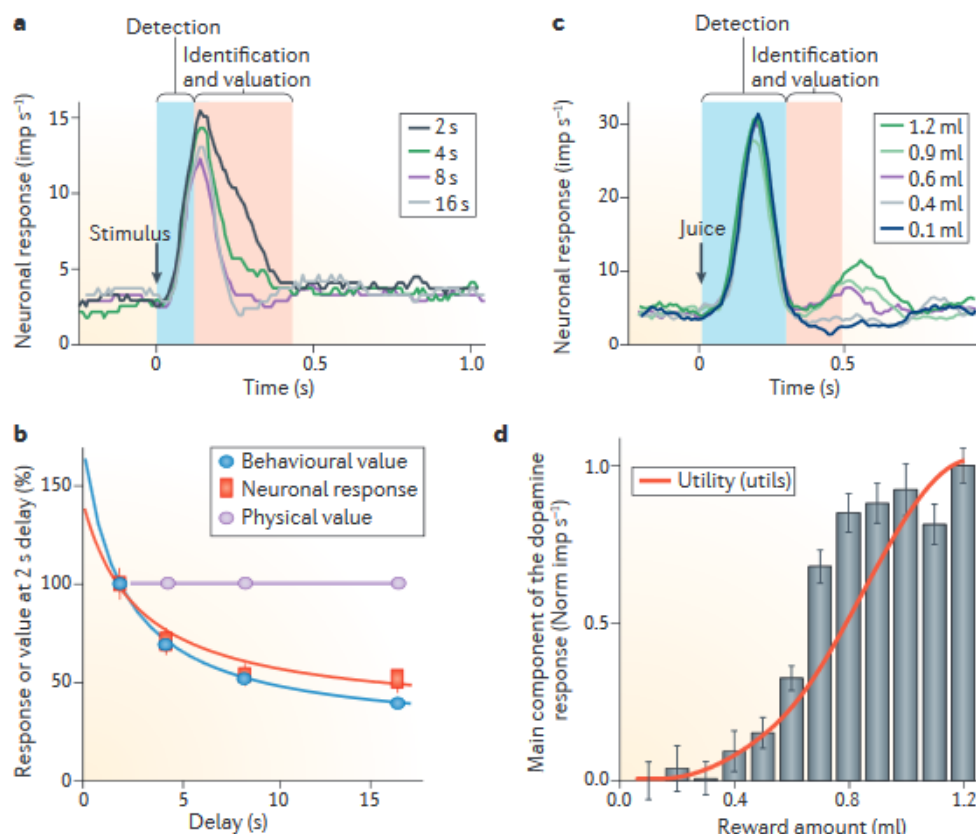 a
Detection
Identification
and valuation
Neuronal response (imp s⁻¹)
15
10
5
0
Stimulus
2 s
4 s
8 s
16 s
0
0.5
1.0
Time (s)
c
Detection
Identification
and valuation
Neuronal response (imp s⁻¹)
30
20
10
0
Juice
1.2 ml
0.9 ml
0.6 ml
0.4 ml
0.1 ml
0
0.5
Time (s)
b
Response or value at 2 s delay (%)
150
100
50
0
Behavioural value
Neuronal response
Physical value
0
5
10
15
Delay (s)
d
Main component of the dopamine
response (Norm imp s⁻¹)
1.0
0.5
0.0
Utility (utils)
0.0
0.4
0.8
1.2
Reward amount (ml)